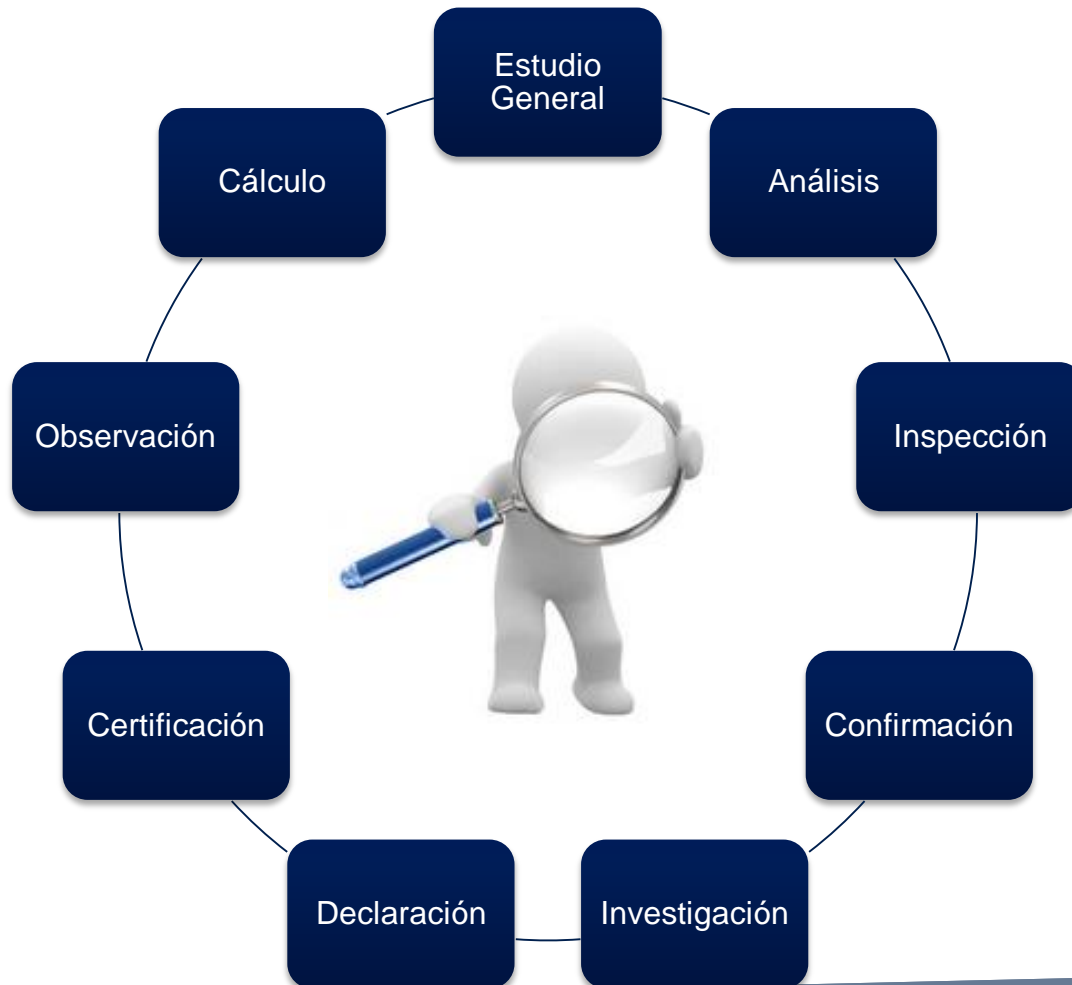 Estudio
General
Análisis
Inspección
Confirmación
Investigación
Declaración
Certificación
Observación
Cálculo